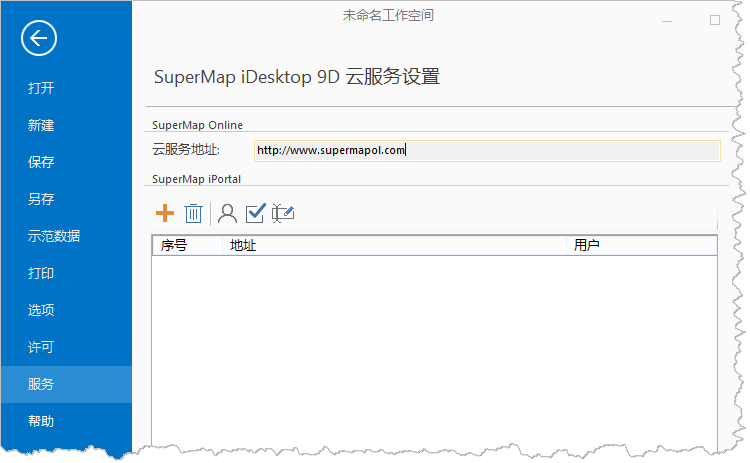 未命名工作空间
打开
新建
保存
另存
示范数据
打印
选项
许可
服务
帮助
SuperMap iDesktop 9D 云服务设置
SuperMap Online
云服务地址: http://www.supermapol.com
SuperMap iPortal
序号 地址 用户